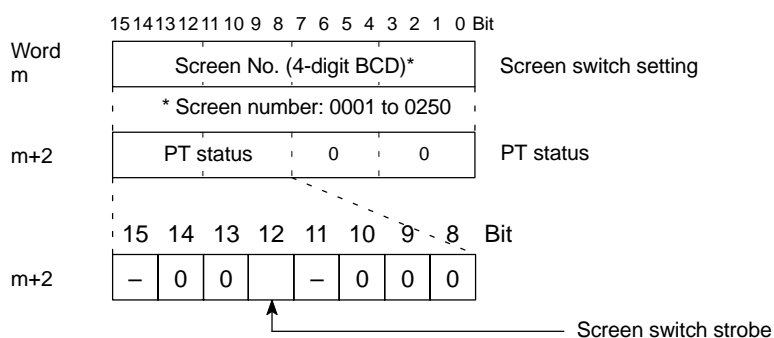 15 14 13 12 11 10 9 8 7 6 5 4 3 2 1 0 Bit
Word
m
Screen No. (4-digit BCD)*
Screen switch setting
* Screen number: 0001 to 0250
m+2
PT status
0
0
PT status
15 14 13 12 11 10 9 8 Bit
m+2
– 0 0 – 0 0 0
Screen switch strobe